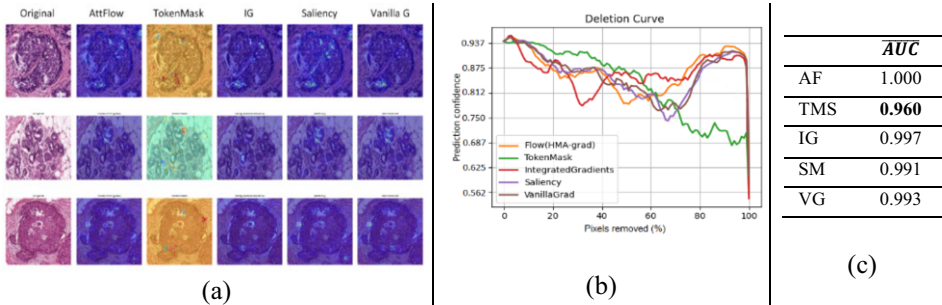 Original AttFlow TokenMask IG Saliency Vanilla G
(a)
Deletion Curve
Prediction confidence
0.937
0.875
0.812
0.750
0.687
0.625
0.562
Flow(HMA-grad)
TokenMask
IntegratedGradients
Saliency
VanillaGrad
0 20 40 60 80 100
Pixels removed (%)
(b)
AUC
AF 1.000
TMS 0.960
IG 0.997
SM 0.991
VG 0.993
(c)